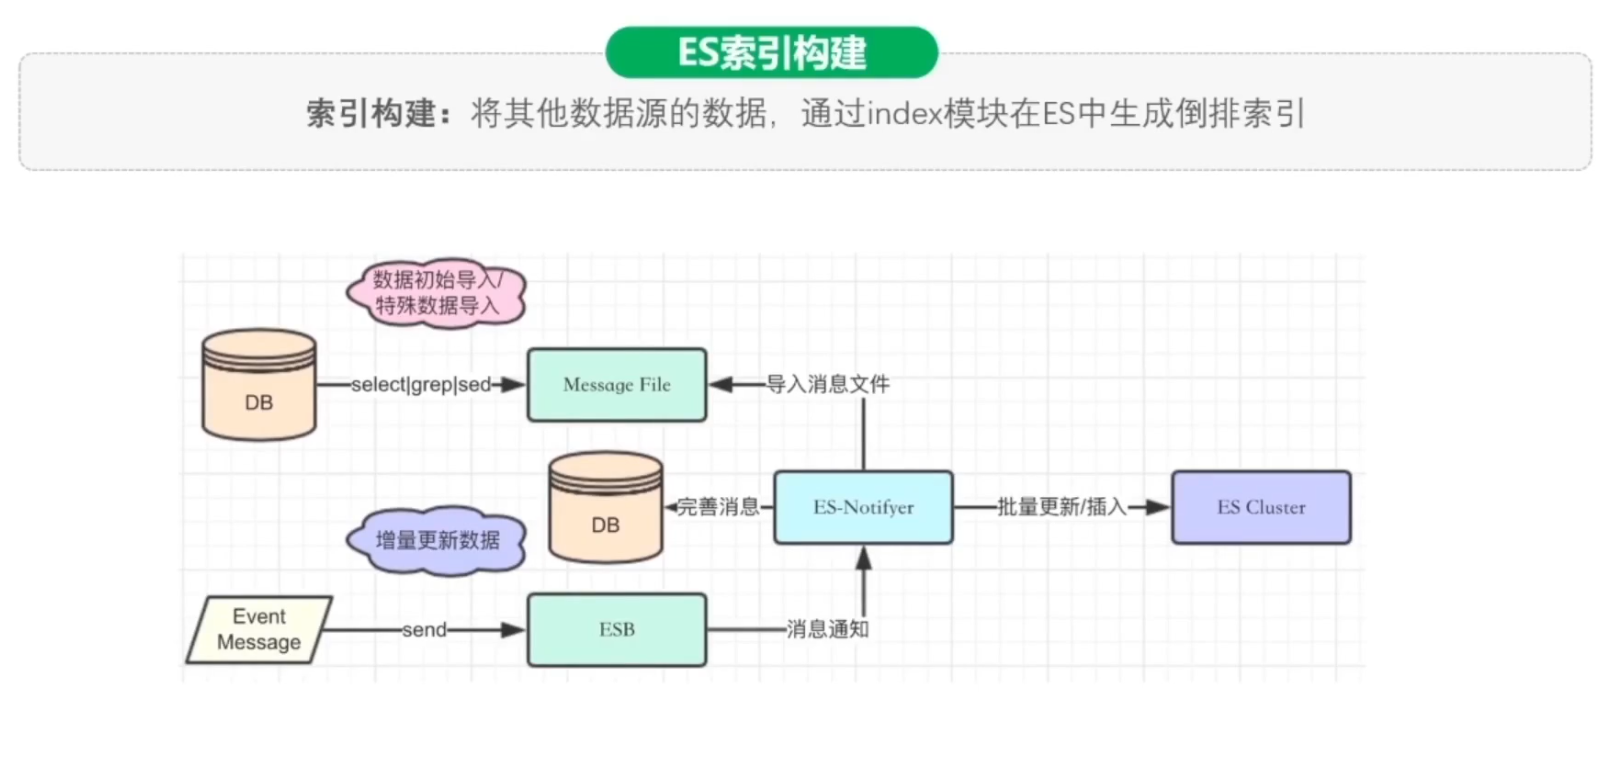 ES索引构建
索引构建：将其他数据源的数据，通过index模块在ES中生成倒排索引
数据初始导入/
特殊数据导入
DB
select|grep|sed
Message File
导入消息文件
DB
完善消息
ES-Notifyer
批量更新/插入
ES Cluster
增量更新数据
Event
Message
send
ESB
消息通知